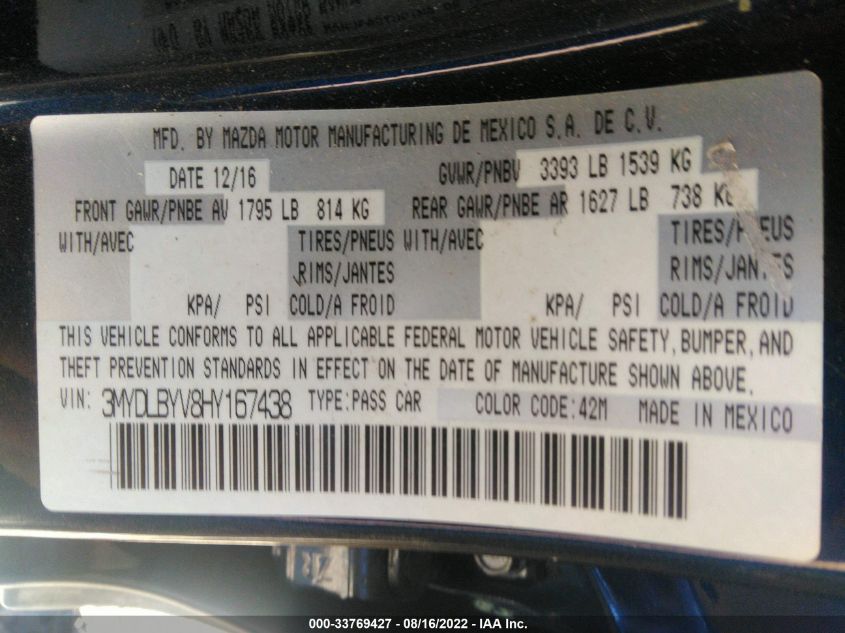 MFD. BY MAZDA MOTOR MANUFACTURING DE MEXICO S.A. DE C.V.
DATE 12/16 GVWR/PNBV 3393 LB 1539 KG
FRONT GAWR/PNBE AV 1795 LB 814 KG REAR GAWR/PNBE AR 1627 LB 738 KG
WITH/AVEC TIRES/PNEUS WITH/AVEC TIRES/PNEUS
RIMS/JANTES RIMS/JANTES
KPA/ PSI COLD/A FROID KPA/ PSI COLD/A FROID
THIS VEHICLE CONFORMS TO ALL APPLICABLE FEDERAL MOTOR VEHICLE SAFETY, BUMPER, AND
THEFT PREVENTION STANDARDS IN EFFECT ON THE DATE OF MANUFACTURE SHOWN ABOVE.
VIN: 3MYDLBYV8HY167438 TYPE:PASS CAR COLOR CODE:42M MADE IN MEXICO
000-33769427 - 08/16/2022 - IAA Inc.